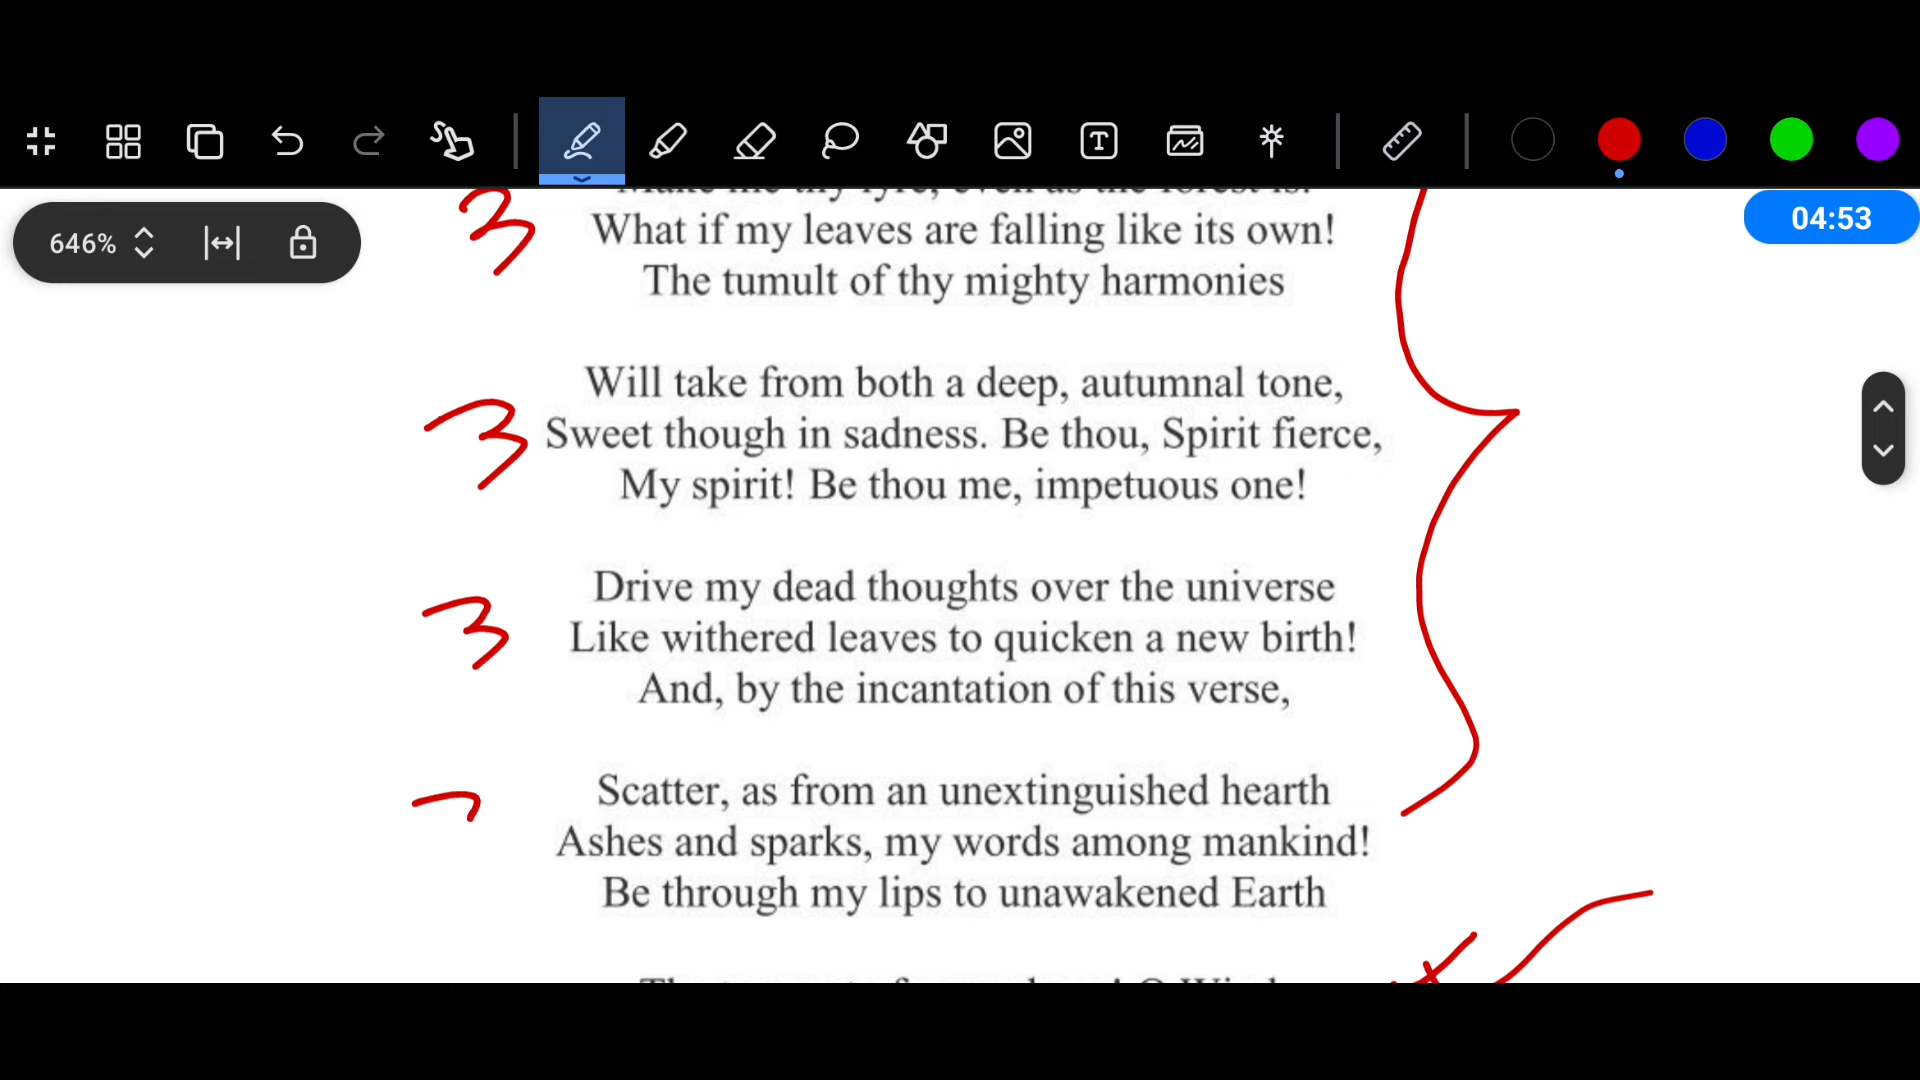 646%
04:53
3
What if my leaves are falling like its own!
The tumult of thy mighty harmonies
3
Will take from both a deep, autumnal tone,
Sweet though in sadness. Be thou, Spirit fierce,
My spirit! Be thou me, impetuous one!
3
Drive my dead thoughts over the universe
Like withered leaves to quicken a new birth!
And, by the incantation of this verse,
Scatter, as from an unextinguished hearth
Ashes and sparks, my words among mankind!
Be through my lips to unawakened Earth